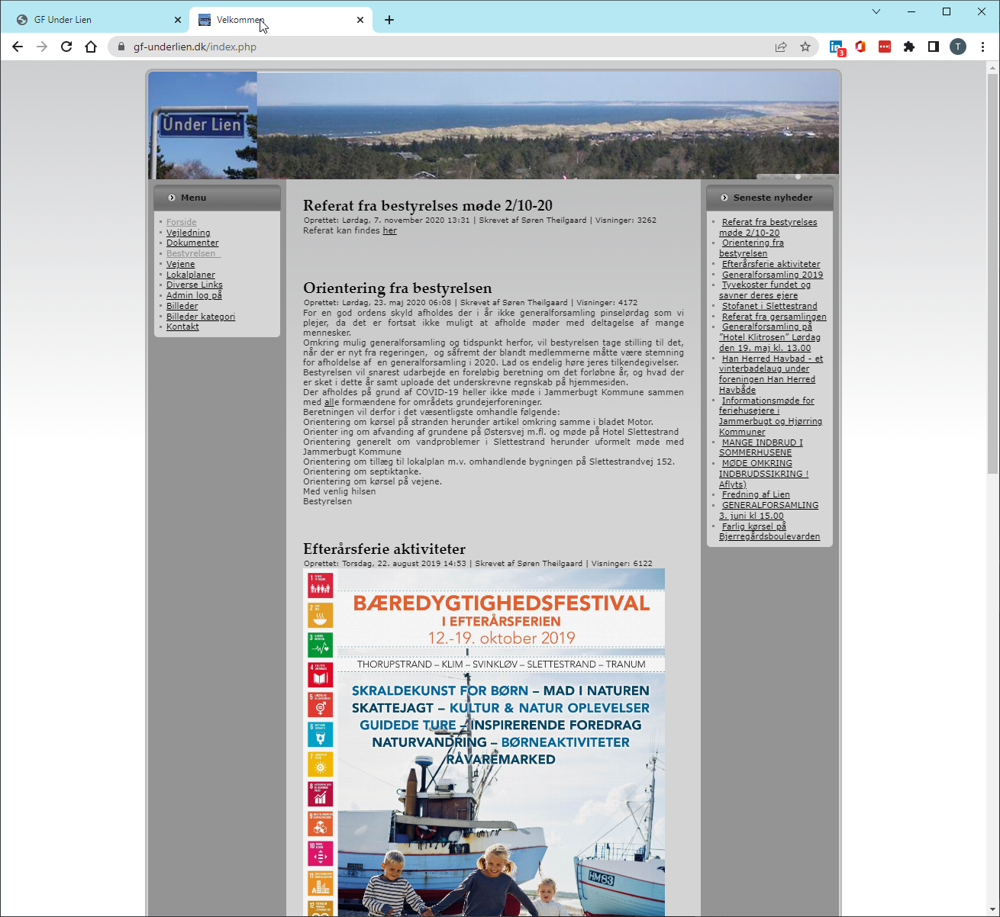 GF Under Lien
Velkommen
gf-underlien.dk/index.php
3
T
Under Lien
Menu
Forside
Vejledning
Dokumenter
Bestyrelsen
Vejene
Lokalplaner
Diverse Links
Admin log på
Billeder
Billeder kategori
Kontakt
Referat fra bestyrelses møde 2/10-20
Oprettet: Lørdag, 7. november 2020 13:31 | Skrevet af Søren Theilgaard | Visninger: 3262
Referat kan findes her
Orientering fra bestyrelsen
Oprettet: Lørdag, 23. maj 2020 06:08 | Skrevet af Søren Theilgaard | Visninger: 4172
For en god ordens skyld afholdes der i år ikke generalforsamling pinselørdag som vi
plejer, da det er fortsat ikke muligt at afholde møder med deltagelse af mange
mennesker.
Omkring mulig generalforsamling og tidspunkt herfor, vil bestyrelsen tage stilling til det,
når der er nyt fra regeringen, og såfremt der blandt medlemmerne måtte være stemning
for afholdelse af en generalforsamling i 2020. Lad os endelig høre jeres tilkendegivelser.
Bestyrelsen vil snarest udarbejde en foreløbig beretning om det forløbne år, og hvad der
er sket i dette år samt uploade det underskrevne regnskab på hjemmesiden.
Der afholdes på grund af COVID-19 heller ikke møde i Jammerbugt Kommune sammen
med alle formændene for områdets grundejerforeninger.
Beretningen vil derfor i det væsentligste omhandle følgende:
Orientering om kørsel på stranden herunder artikel omkring samme i bladet Motor.
Orienter ing om afvanding af grundene på Østersvej m.fl. og møde på Hotel Slettestrand
Orientering generelt om vandproblemer i Slettestrand herunder uformelt møde med
Jammerbugt Kommune
Orientering om tillæg til lokalplan m.v. omhandlende bygningen på Slettestrandvej 152.
Orientering om septiktanke.
Orientering om kørsel på vejene.
Med venlig hilsen
Bestyrelsen
Efterårsferie aktiviteter
Oprettet: Torsdag, 22. august 2019 14:53 | Skrevet af Søren Theilgaard | Visninger: 6122
BÆREDYGTIGHEDSFESTIVAL
I EFTERÅRSFERIEN
12.-19. oktober 2019
THORUPSTRAND – KLIM – SVINKLØV – SLETTESTRAND – TRANUM
SKRALDEKUNST FOR BØRN – MAD I NATUREN
SKATTEJAGT – KULTUR & NATUR OPLEVELSER
GUIDEDE TURE – INSPIRERENDE FOREDRAG
NATURVANDRING – BØRNEAKTIVITETER
RÅVAREMARKED
1
2
3
4
5
6
7
8
9
10
11
12
HM83
Seneste nyheder
Referat fra bestyrelses
møde 2/10-20
Orientering fra
bestyrelsen
Efterårsferie aktiviteter
Generalforsamling 2019
Tyvekoster fundet og
savner deres ejere
Stofanet i Slettestrand
Referat fra gersamlingen
Generalforsamling på
”Hotel Klitrosen” Lørdag
den 19. maj kl. 13.00
Han Herred Havbad - et
vinterbadelaug under
foreningen Han Herred
Havbåde
Informationsmøde for
feriehusejere i
Jammerbugt og Hjørring
Kommuner
MANGE INDBRUD I
SOMMERHUSENE
MØDE OMKRING
INDBRUDSSIKRING !
Aflyts)
Fredning af Lien
GENERALFORSAMLING
3. juni kl 15.00
Farlig kørsel på
Bjerregårdsboulevarden